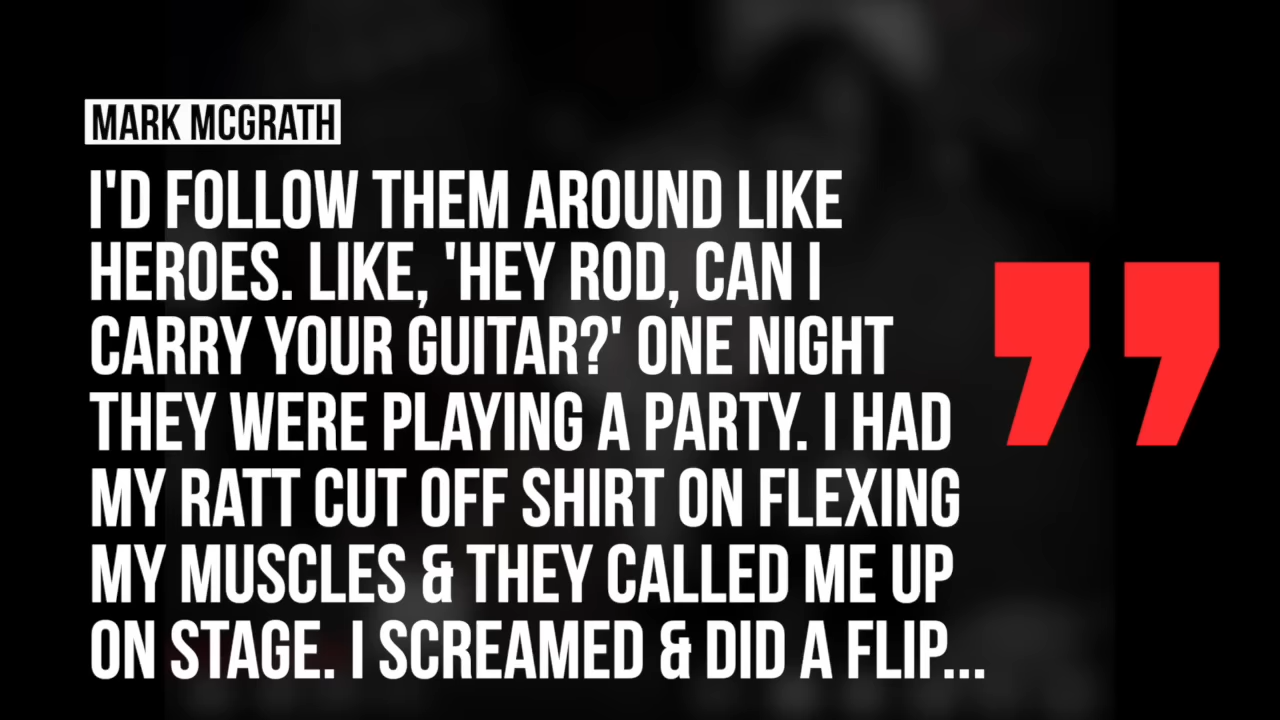 MARK MCGRATH
I'D FOLLOW THEM AROUND LIKE
HEROES. LIKE, 'HEY ROD, CAN I
CARRY YOUR GUITAR?' ONE NIGHT
THEY WERE PLAYING A PARTY. I HAD
MY RATT CUT OFF SHIRT ON FLEXING
MY MUSCLES & THEY CALLED ME UP
ON STAGE. I SCREAMED & DID A FLIP...
”